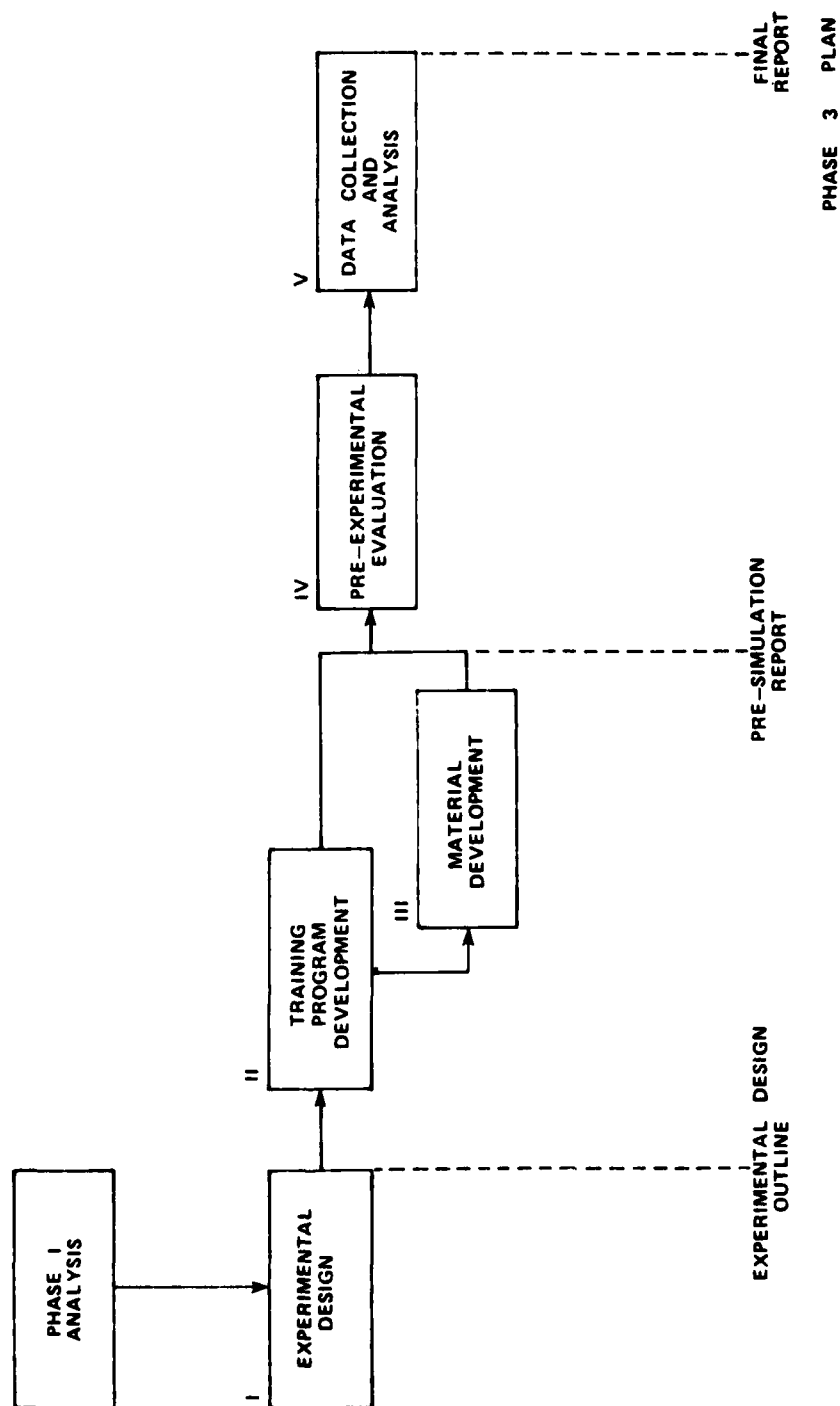 PHASE I
ANALYSIS
I
EXPERIMENTAL
DESIGN
II
TRAINING
PROGRAM
DEVELOPMENT
III
MATERIAL
DEVELOPMENT
IV
PRE-EXPERIMENTAL
EVALUATION
V
DATA COLLECTION
AND
ANALYSIS
EXPERIMENTAL DESIGN
OUTLINE
PRE-SIMULATION
REPORT
FINAL
REPORT
PHASE 3 PLAN